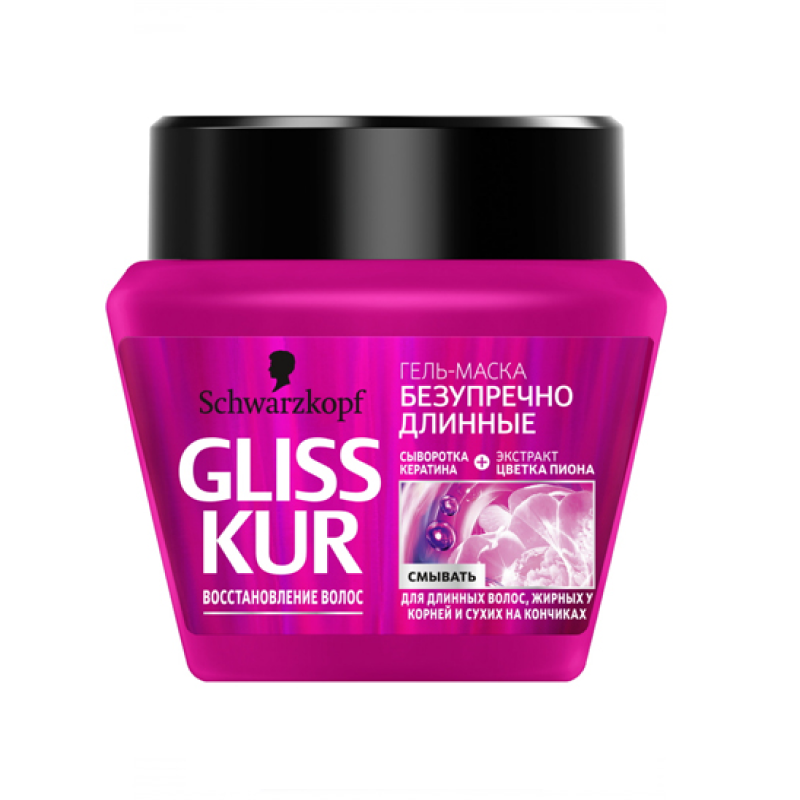 Schwarzkopf
GLISS
KUR
ВОССТАНОВЛЕНИЕ ВОЛОС
ГЕЛЬ-МАСКА
БЕЗУПРЕЧНО
ДЛИННЫЕ
СЫВОРОТКА
КЕРАТИНА
+
ЭКСТРАКТ
ЦВЕТКА ПИОНА
СМЫВАТЬ
ДЛЯ ДЛИННЫХ ВОЛОС, ЖИРНЫХ У
КОРНЕЙ И СУХИХ НА КОНЧИКАХ